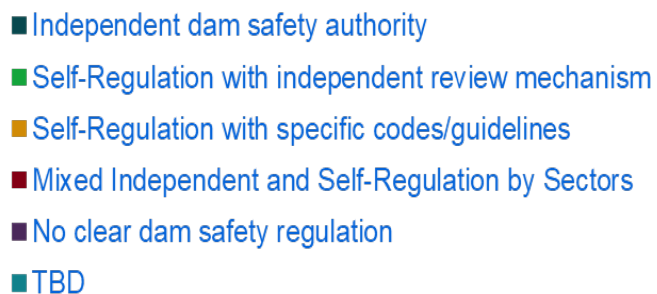 Independent dam safety authority
Self-Regulation with independent review mechanism
Self-Regulation with specific codes/guidelines
Mixed Independent and Self-Regulation by Sectors
No clear dam safety regulation
TBD